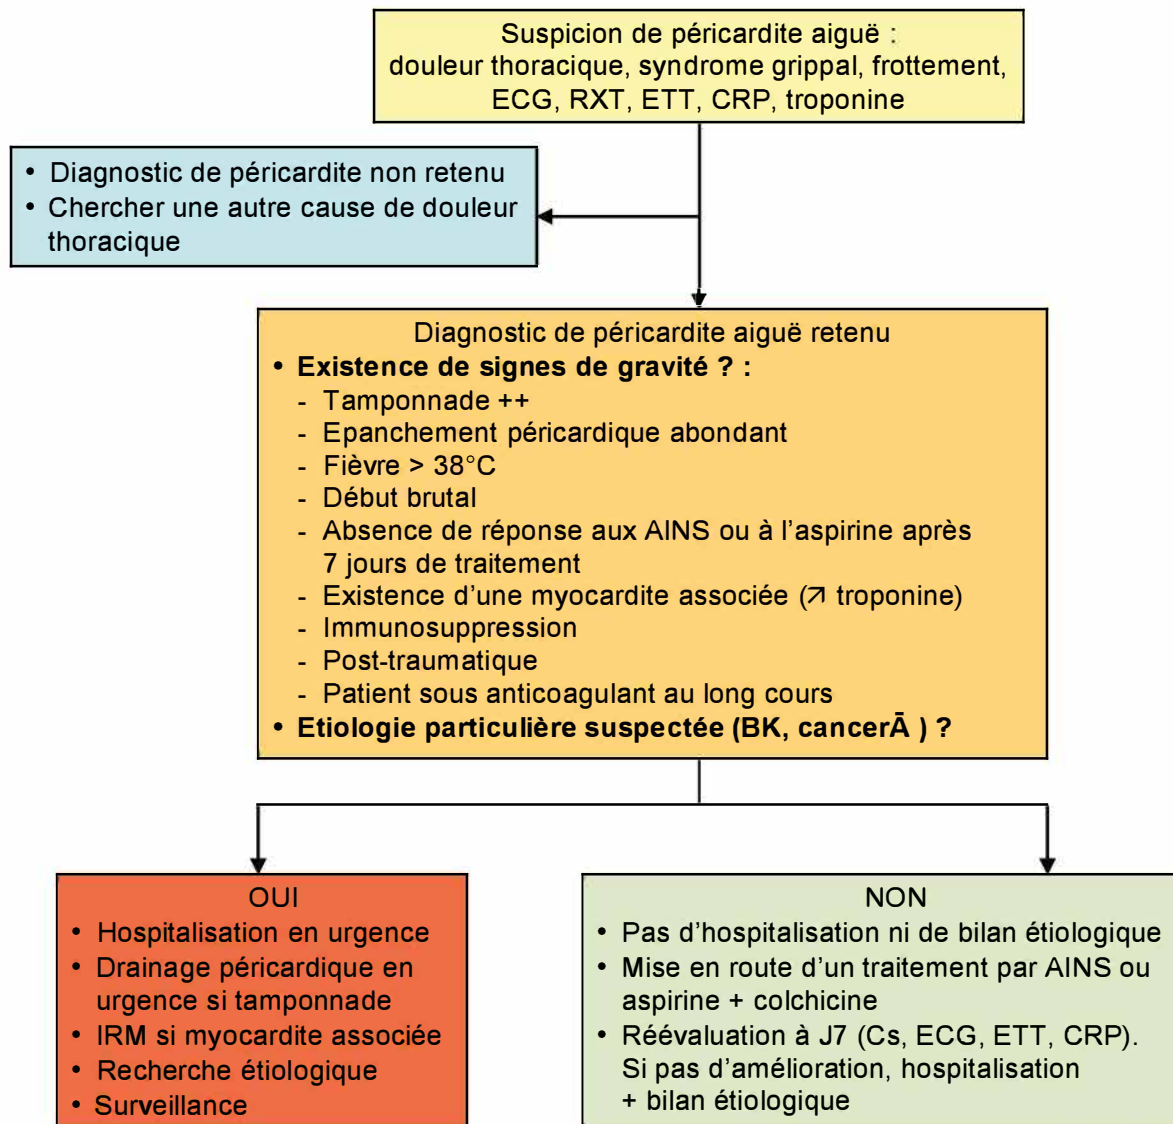 Suspicion de péricardite aiguë :
douleur thoracique, syndrome grippal, frottement,
ECG, RXT, ETT, CRP, troponine
• Diagnostic de péricardite non retenu
• Chercher une autre cause de douleur
thoracique
Diagnostic de péricardite aiguë retenu
• Existence de signes de gravité ? :
- Tamponnade ++
- Epanchement péricardique abondant
- Fièvre > 38°C
- Début brutal
- Absence de réponse aux AINS ou à l'aspirine après
7 jours de traitement
- Existence d'une myocardite associée (↗ troponine)
- Immunosuppression
- Post-traumatique
- Patient sous anticoagulant au long cours
• Etiologie particulière suspectée (BK, cancerĀ ) ?
OUI
• Hospitalisation en urgence
• Drainage péricardique en
urgence si tamponnade
• IRM si myocardite associée
• Recherche étiologique
• Surveillance
NON
• Pas d'hospitalisation ni de bilan étiologique
• Mise en route d'un traitement par AINS ou
aspirine + colchicine
• Réévaluation à J7 (Cs, ECG, ETT, CRP).
Si pas d'amélioration, hospitalisation
+ bilan étiologique